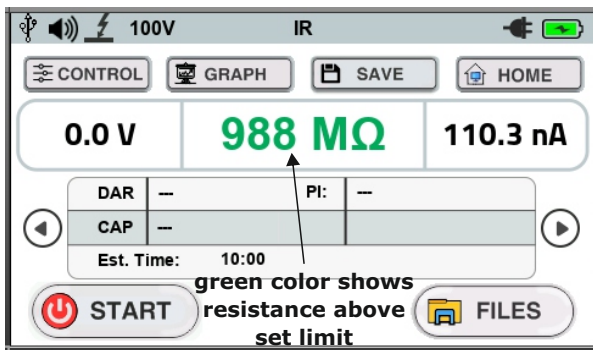 100V IR
CONTROL GRAPH SAVE HOME
0.0 V 988 MΩ 110.3 nA
DAR --- PI: ---
CAP ---
Est. Time: 10:00
green color shows
resistance above
set limit
START FILES